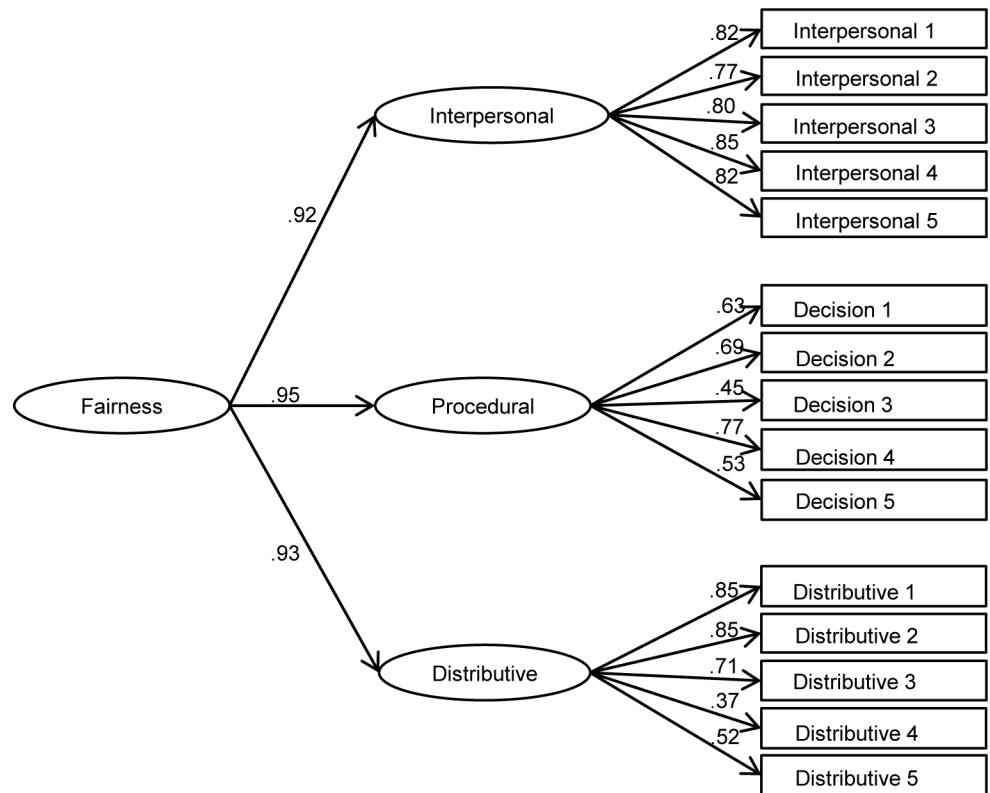 .82
Interpersonal 1
.77
Interpersonal 2
Interpersonal
.80
Interpersonal 3
.85
Interpersonal 4
.82
Interpersonal 5
.92
.63
Decision 1
.69
Decision 2
Fairness
.95
Procedural
.45
Decision 3
.77
Decision 4
.53
Decision 5
.93
.85
Distributive 1
.85
Distributive 2
Distributive
.71
Distributive 3
.37
Distributive 4
.52
Distributive 5